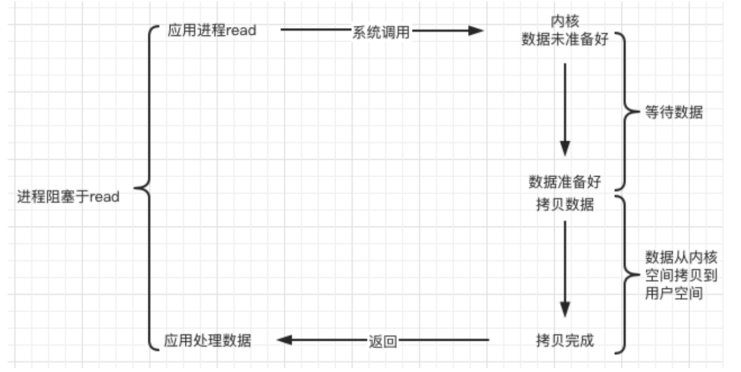 应用进程read
系统调用
内核
数据未准备好
等待数据
数据准备好
拷贝数据
进程阻塞于read
数据从内核
空间拷贝到
用户空间
应用处理数据
返回
拷贝完成